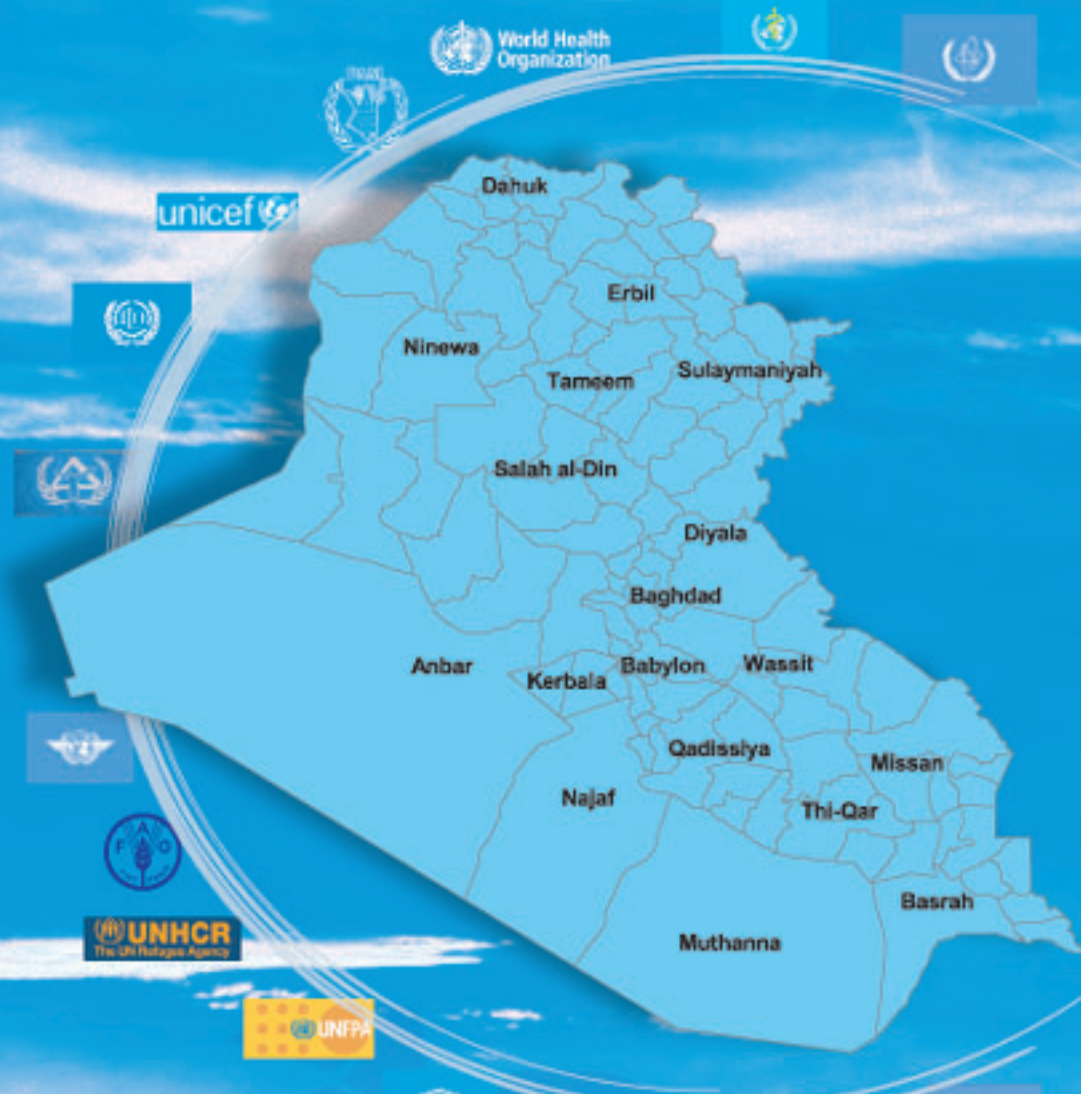 World Health
Organization
unicef
Dahuk
Erbil
Ninewa
Tameem
Sulaymaniyah
Salah al-Din
Diyala
Baghdad
Anbar
Kerbala
Babylon
Wassit
Qadissiya
Missan
Najaf
Thi-Qar
Basrah
Muthanna
F A O
UNHCR
The UN Refugee Agency
UNFPA